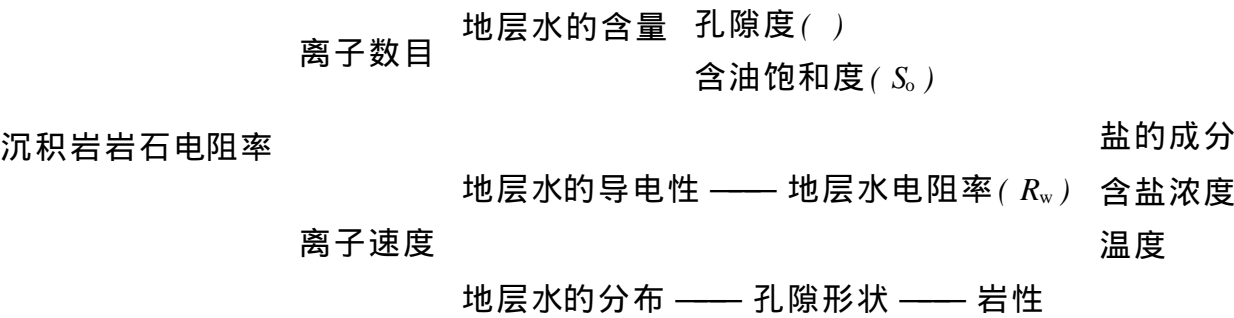 地层水的含量 孔隙度( )
离子数目
含油饱和度( So )
盐的成分
沉积岩岩石电阻率
地层水的导电性 —— 地层水电阻率( Rw ) 含盐浓度
离子速度 温度
地层水的分布 —— 孔隙形状 —— 岩性